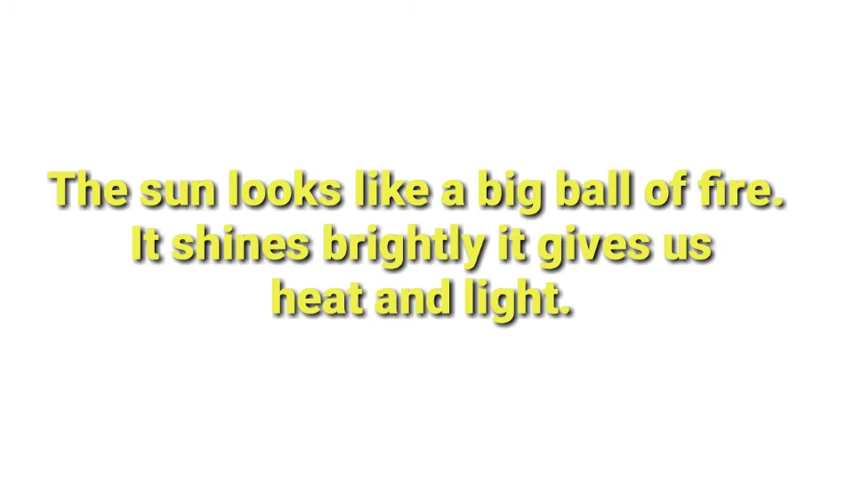 The sun looks like a big ball of fire.
It shines brightly it gives us
heat and light.